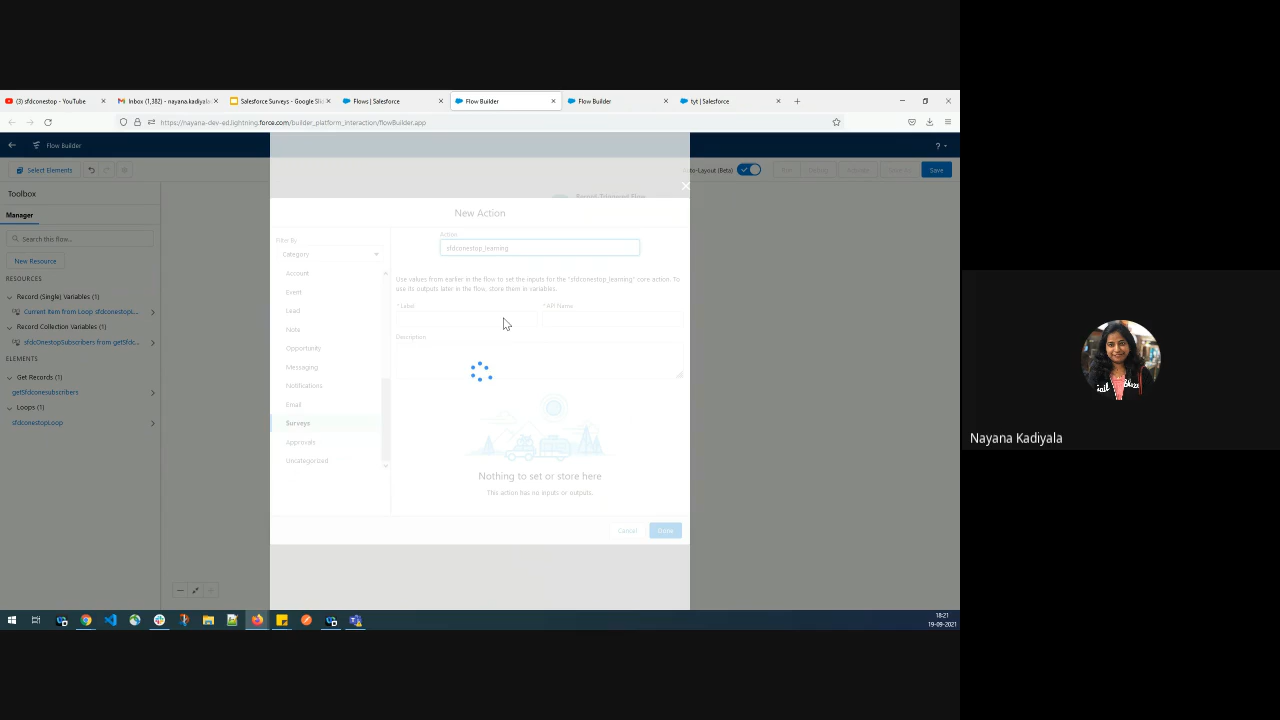 (3) sfdconestop - YouTube
Inbox (1,382) - nayana.kadiyala
Salesforce Surveys - Google Sli
Flows | Salesforce
Flow Builder
Flow Builder
tyt | Salesforce
https://nayana-dev-ed.lightning.force.com/builder_platform_interaction/flowBuilder.app
Flow Builder
?
Select Elements
Auto-Layout (Beta)
Save
Toolbox
Manager
Search this flow...
New Resource
RESOURCES
Record (Single) Variables (1)
Current Item from Loop sfdconestopL...
Record Collection Variables (1)
sfdcOnestopSubscribers from getSfdc...
ELEMENTS
Get Records (1)
getSfdconesubscribers
Loops (1)
sfdconestopLoop
Record-Triggered Flow
New Action
Filter By
Category
Account
Event
Lead
Note
Opportunity
Messaging
Notifications
Email
Surveys
Approvals
Uncategorized
Action
sfdconestop_learning
Use values from earlier in the flow to set the inputs for the "sfdconestop_learning" core action. To
use its outputs later in the flow, store them in variables.
* Label
* API Name
Description
Nothing to set or store here
This action has no inputs or outputs.
Cancel
Done
18:21
19-09-2021
Nayana Kadiyala